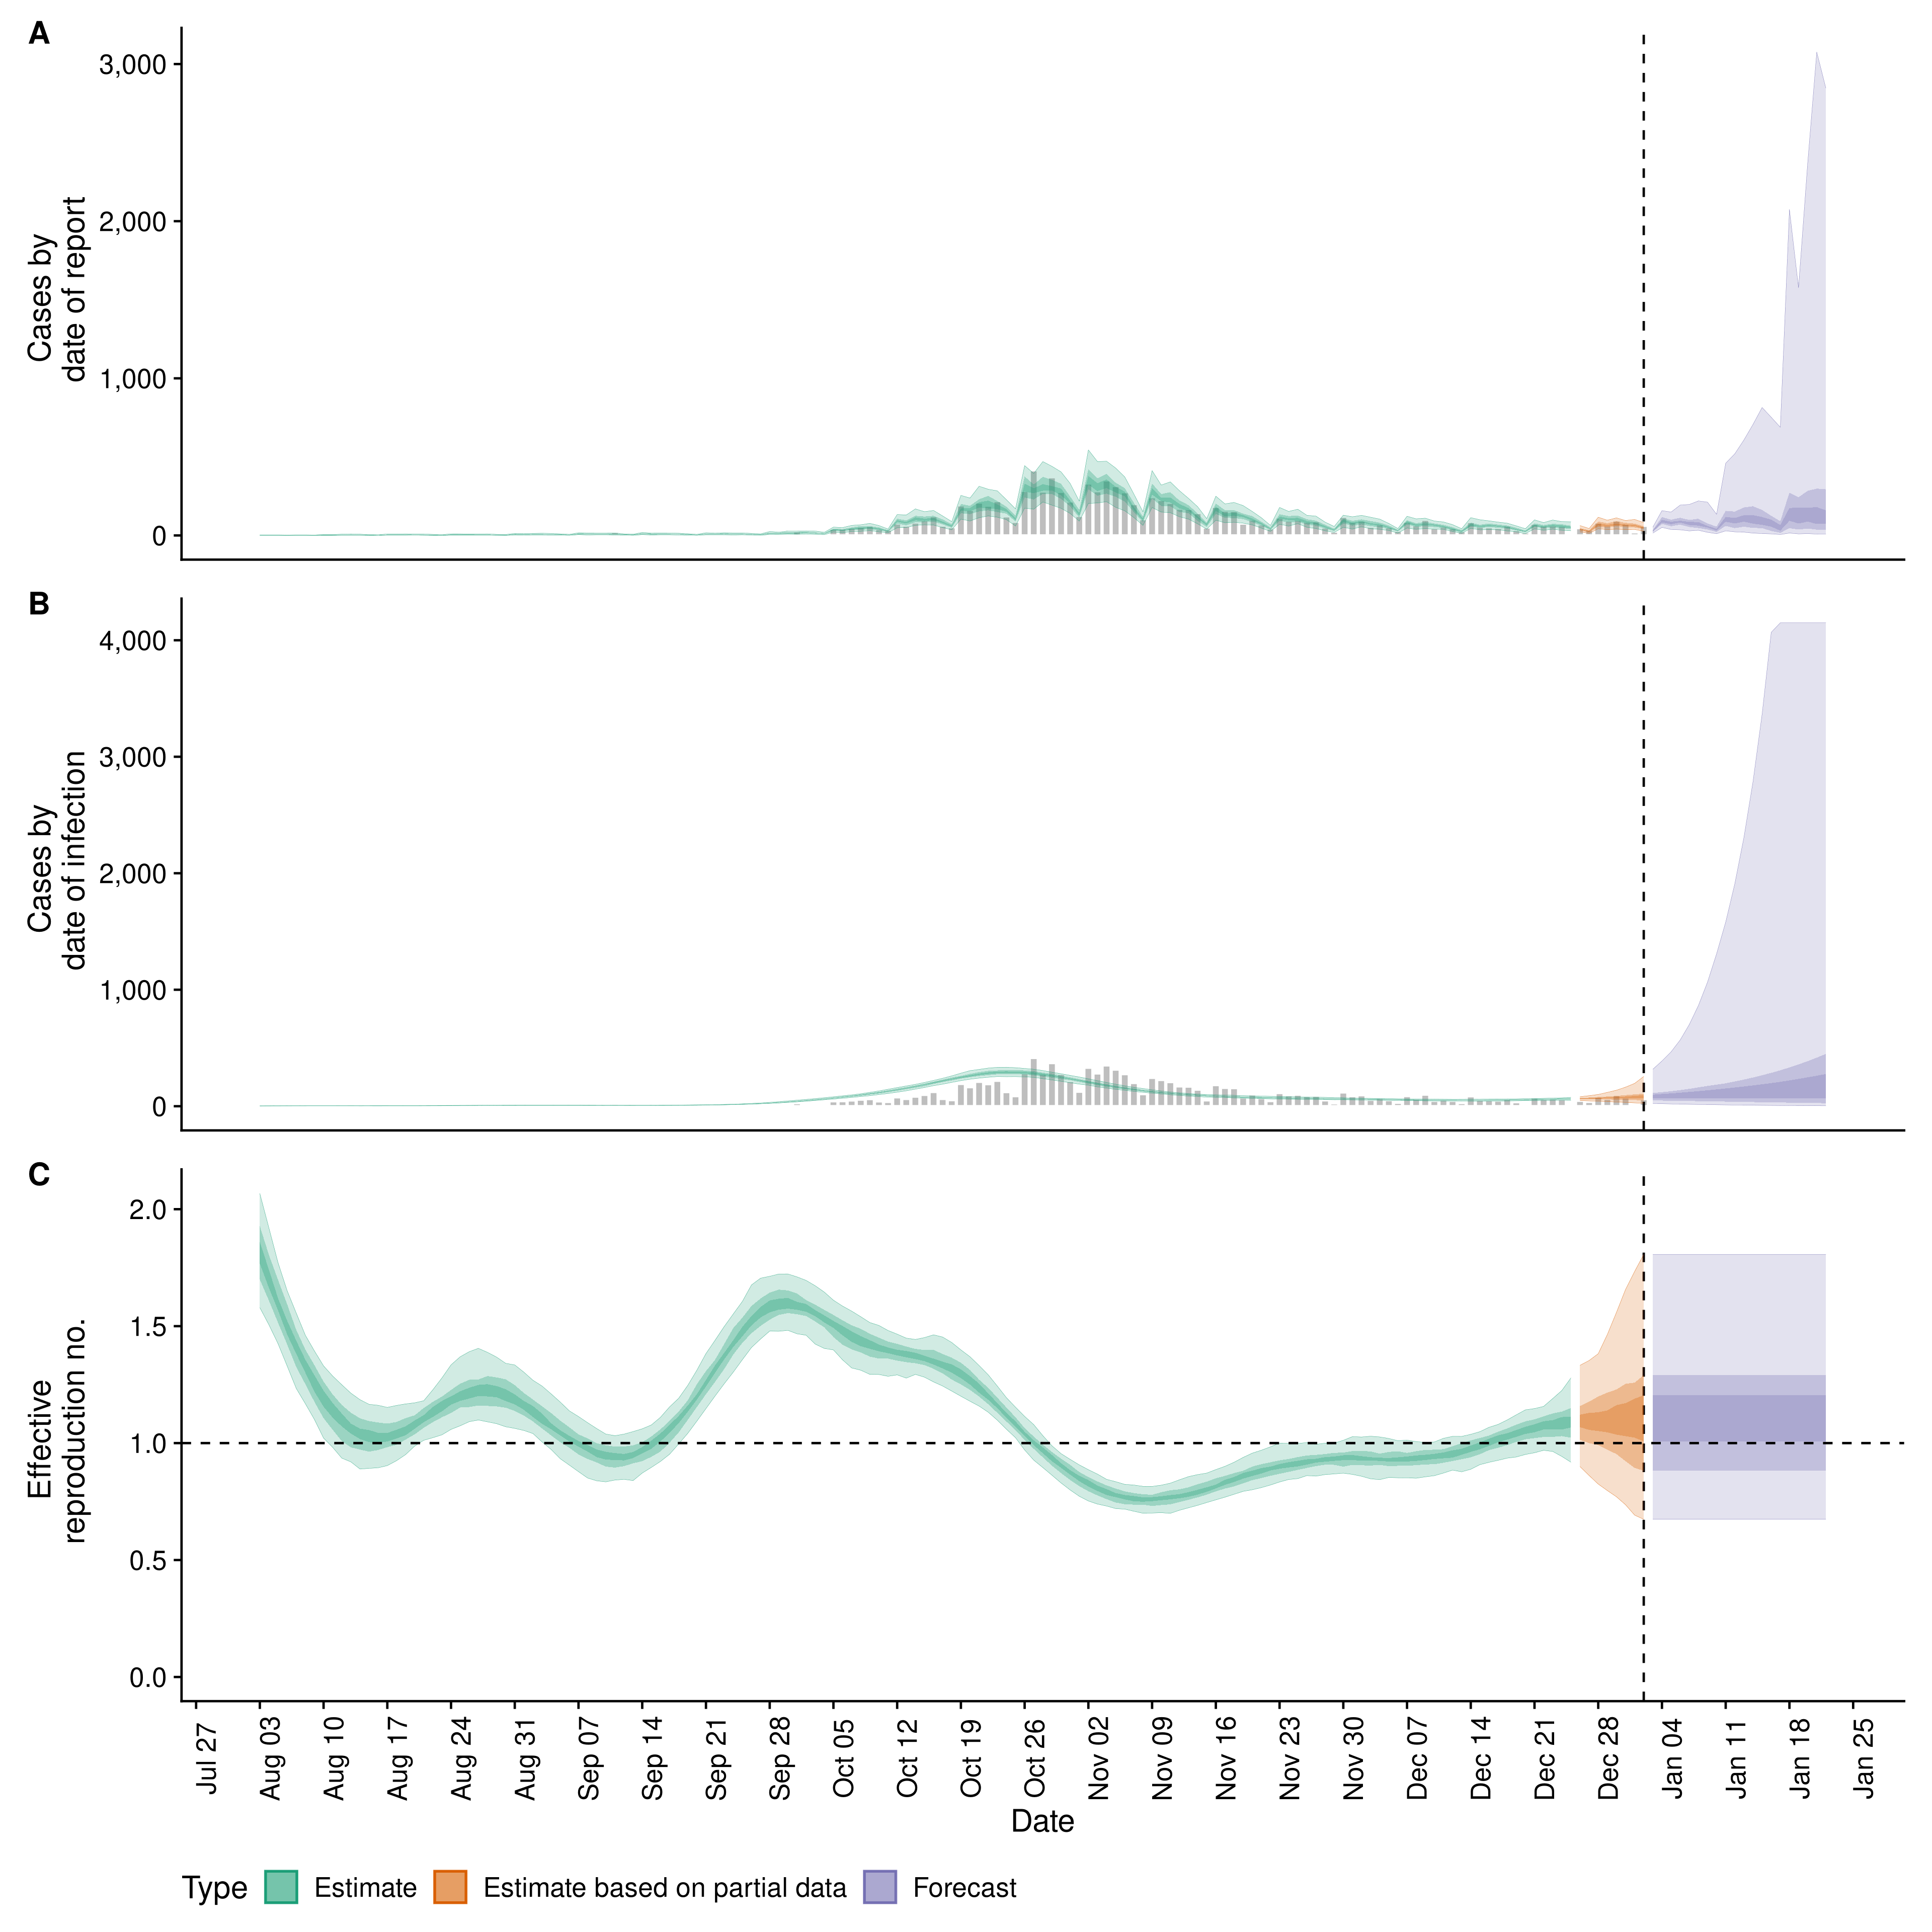 A
3,000
2,000
1,000
0
Cases by
date of report
B
4,000
3,000
2,000
1,000
0
Cases by
date of infection
C
2.0
1.5
1.0
0.5
0.0
Effective
reproduction no.
Jul 27
Aug 03
Aug 10
Aug 17
Aug 24
Aug 31
Sep 07
Sep 14
Sep 21
Sep 28
Oct 05
Oct 12
Oct 19
Oct 26
Nov 02
Nov 09
Nov 16
Nov 23
Nov 30
Dec 07
Dec 14
Dec 21
Dec 28
Jan 04
Jan 11
Jan 18
Jan 25
Date
Type Estimate Estimate based on partial data Forecast